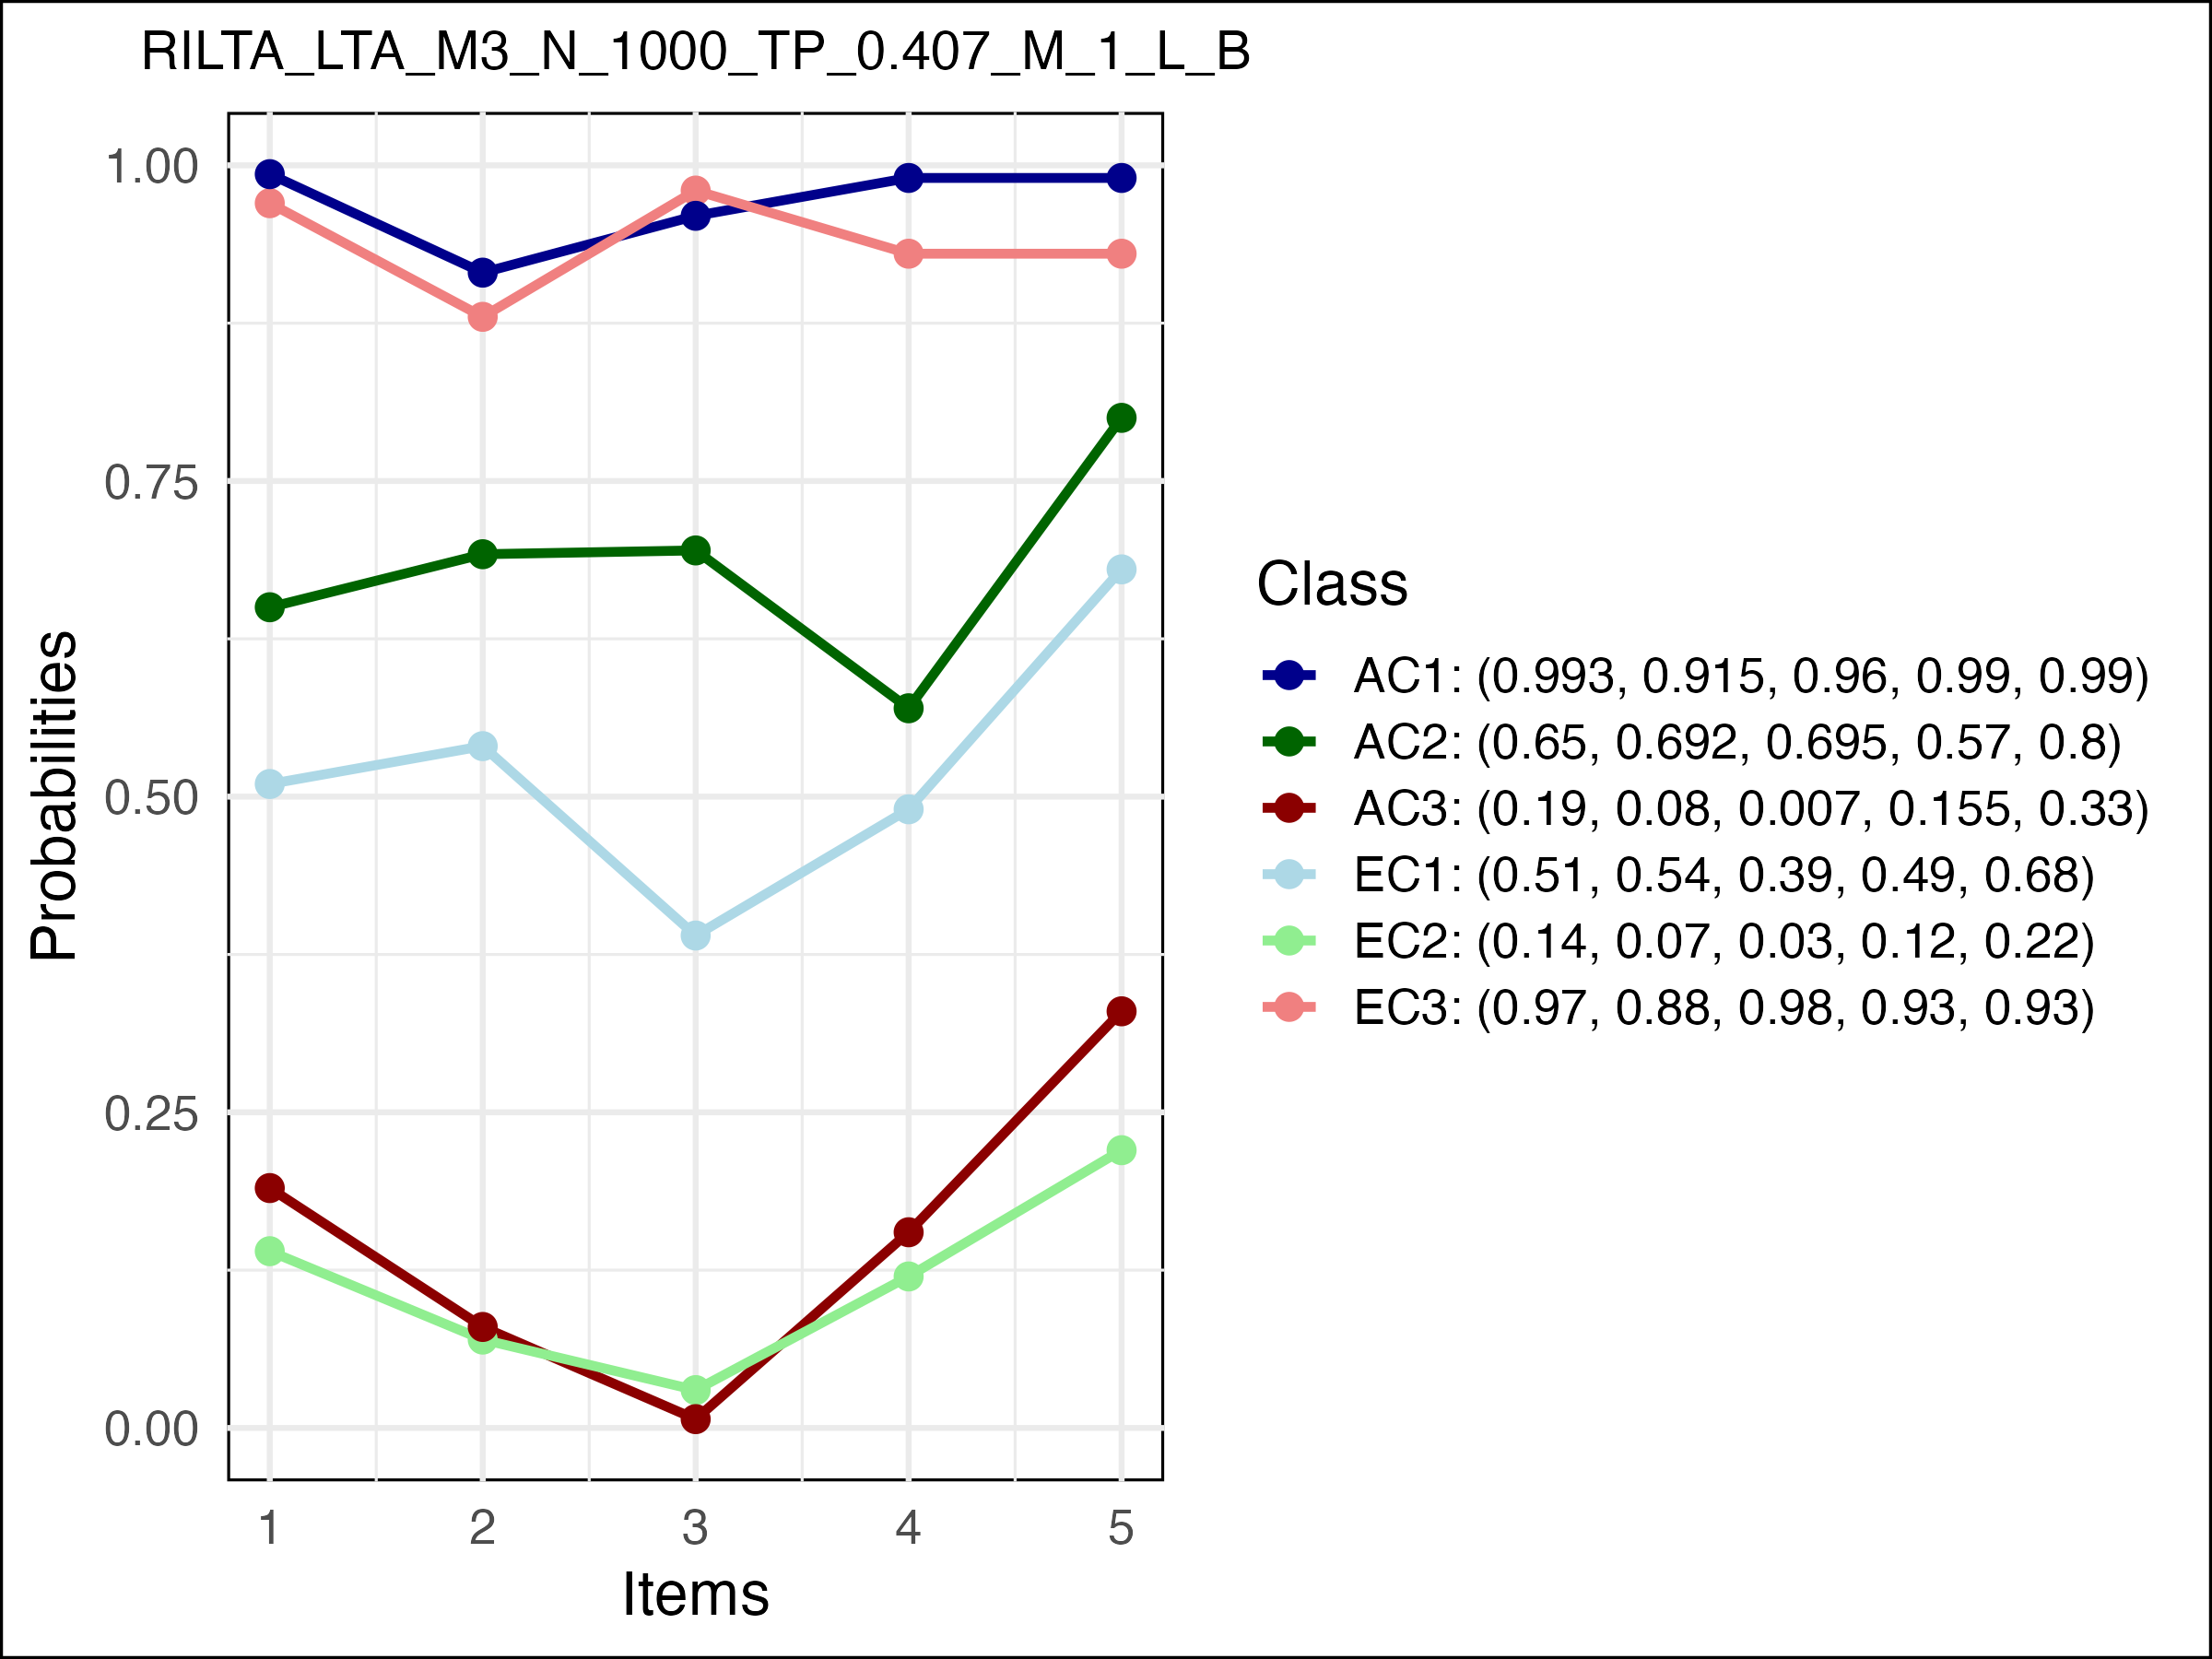 RILTA_LTA_M3_N_1000_TP_0.407_M_1_L_B
Probabilities
1.00
0.75
0.50
0.25
0.00
1 2 3 4 5
Items
Class
AC1: (0.993, 0.915, 0.96, 0.99, 0.99)
AC2: (0.65, 0.692, 0.695, 0.57, 0.8)
AC3: (0.19, 0.08, 0.007, 0.155, 0.33)
EC1: (0.51, 0.54, 0.39, 0.49, 0.68)
EC2: (0.14, 0.07, 0.03, 0.12, 0.22)
EC3: (0.97, 0.88, 0.98, 0.93, 0.93)